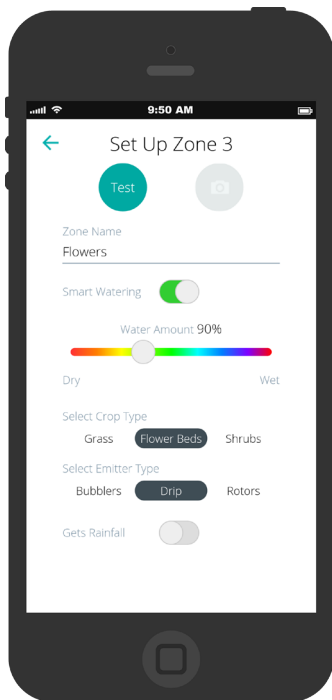 9:50 AM
Set Up Zone 3
Test
Zone Name
Flowers
Smart Watering
Water Amount 90%
Dry Wet
Select Crop Type
Grass Flower Beds Shrubs
Select Emitter Type
Bubblers Drip Rotors
Gets Rainfall